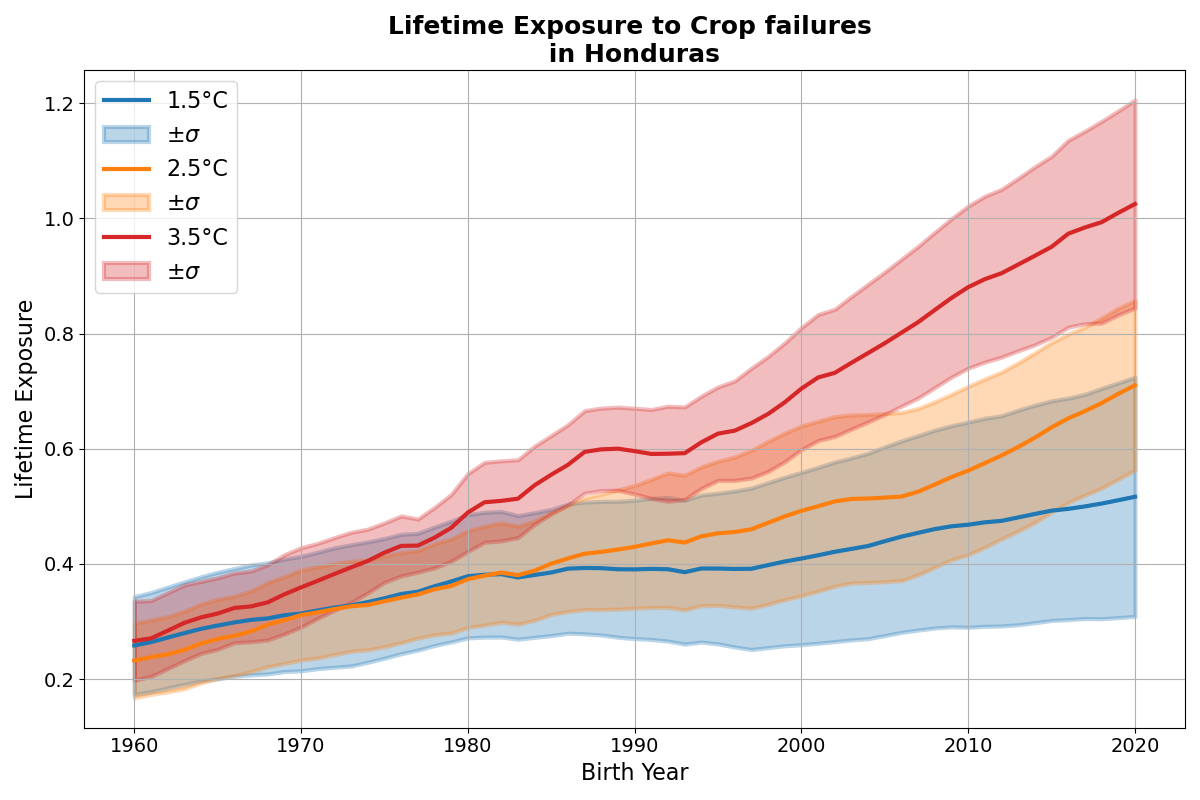 Lifetime Exposure to Crop failures
in Honduras
1.5°C
±σ
2.5°C
±σ
3.5°C
±σ
Lifetime Exposure
1.2
1.0
0.8
0.6
0.4
0.2
1960 1970 1980 1990 2000 2010 2020
Birth Year